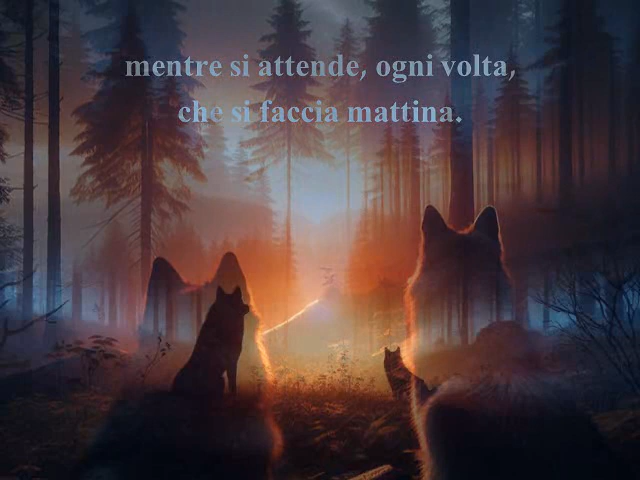 mentre si attende, ogni volta,
che si faccia mattina.